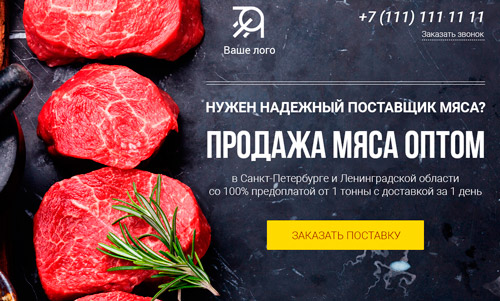 Ваше лого
+7 (111) 111 11 11
Заказать звонок
НУЖЕН НАДЕЖНЫЙ ПОСТАВЩИК МЯСА?
ПРОДАЖА МЯСА ОПТОМ
в Санкт-Петербурге и Ленинградской области
со 100% предоплатой от 1 тонны с доставкой за 1 день
ЗАКАЗАТЬ ПОСТАВКУ